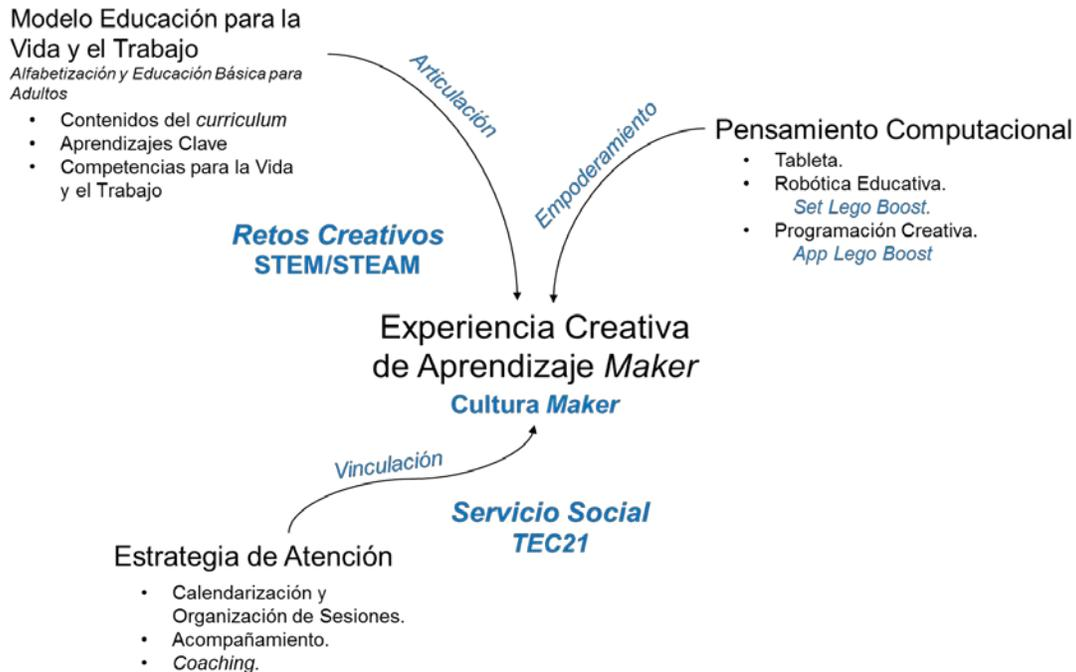 Modelo Educación para la
Vida y el Trabajo
Alfabetización y Educación Básica para
Adultos
• Contenidos del curriculum
• Aprendizajes Clave
• Competencias para la Vida
y el Trabajo
Articulación
Empoderamiento
Pensamiento Computacional
• Tableta.
• Robótica Educativa.
Set Lego Boost.
• Programación Creativa.
App Lego Boost
Retos Creativos
STEM/STEAM
Experiencia Creativa
de Aprendizaje Maker
Cultura Maker
Vinculación
Servicio Social
TEC21
Estrategia de Atención
• Calendarización y
Organización de Sesiones.
• Acompañamiento.
• Coaching.